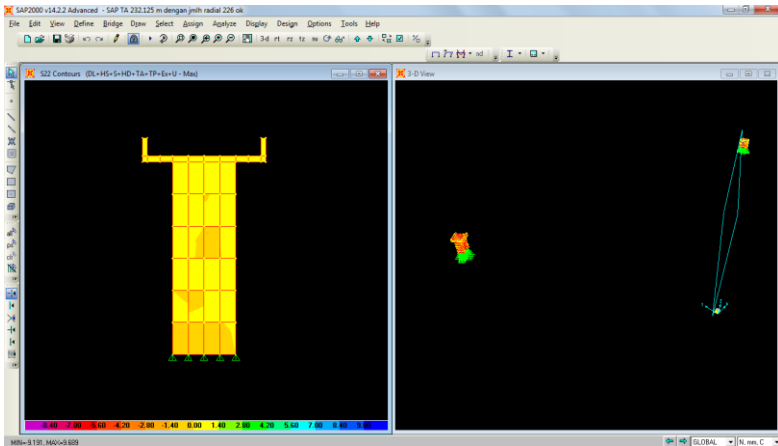 SAP2000 v14.2.2 Advanced - SAP TA 232,125 m dengan jmlh radial 226 ok
File Edit View Define Bridge Draw Select Assign Analyze Display Design Options Tools Help
3-d
nd
S22 Contours (DL+HS+S+HD+TA+TP+Ex+U - Max)
3-D View
-8.40 -7.00 -5.60 -4.20 -2.80 -1.40 0.00 1.40 2.80 4.20 5.60 7.00 8.40
MIN=-9.191, MAX=9.689
GLOBAL
N, mm, C